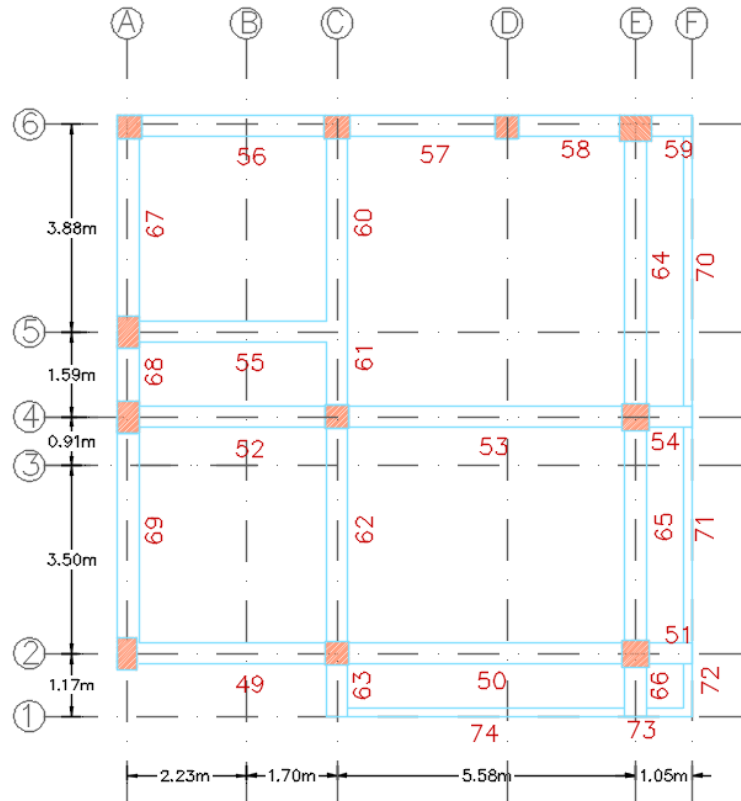 A B C D E F
6
56 57 58 59
67 60
3.88m 64 70
5
1.59m 68 55 61
4
0.91m 52 53 54
3
3.50m 69 62 65 71
2 51
1.17m 49 63 50 66 72
1
74 73
2.23m 1.70m 5.58m 1.05m